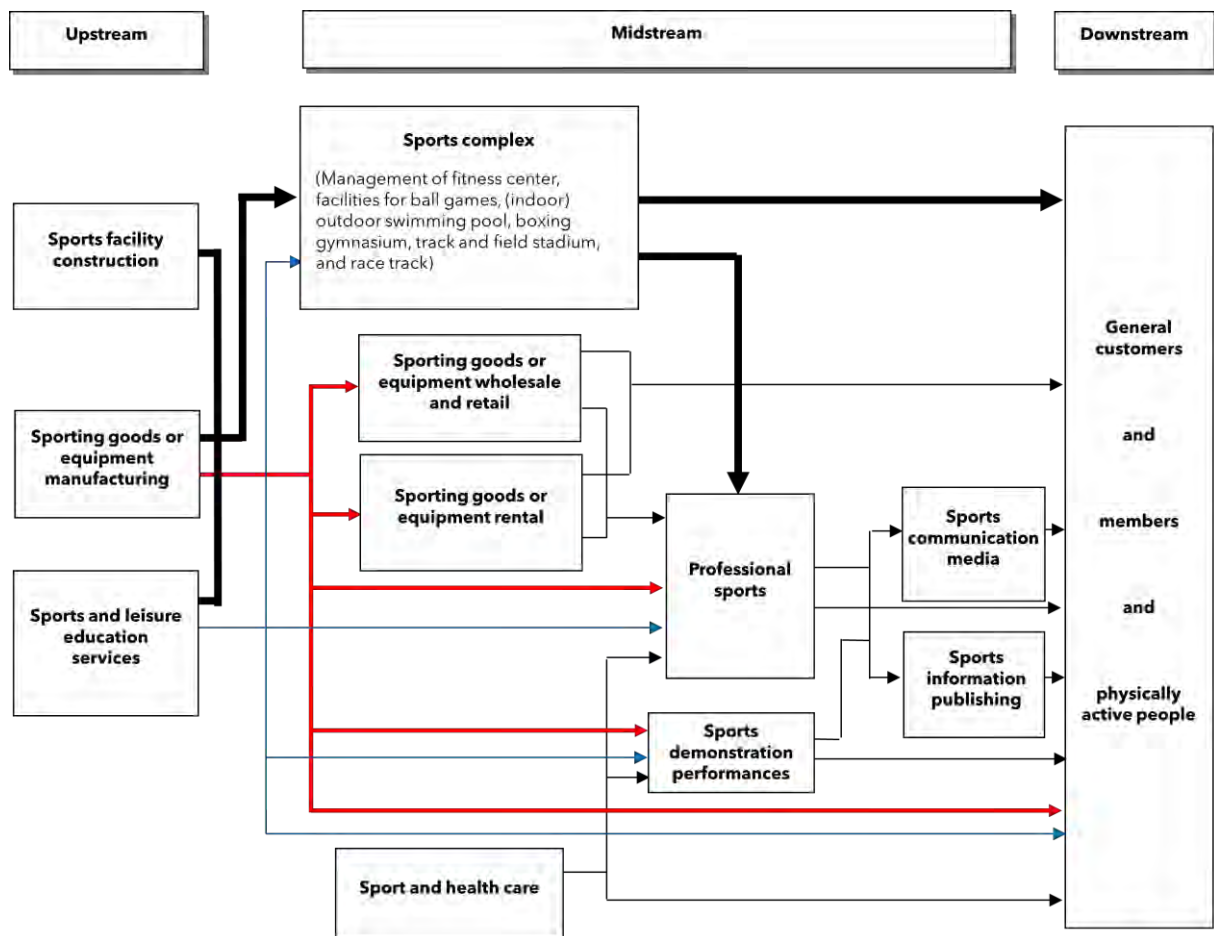 Upstream
Midstream
Downstream
Sports complex
(Management of fitness center,
facilities for ball games, (indoor)
outdoor swimming pool, boxing
gymnasium, track and field stadium,
and race track)
Sports facility
construction
Sporting goods or
equipment wholesale
and retail
General
customers
and
members
and
physically
active people
Sporting goods or
equipment
manufacturing
Sporting goods or
equipment rental
Professional
sports
Sports
communication
media
Sports and leisure
education
services
Sports
information
publishing
Sports
demonstration
performances
Sport and health care